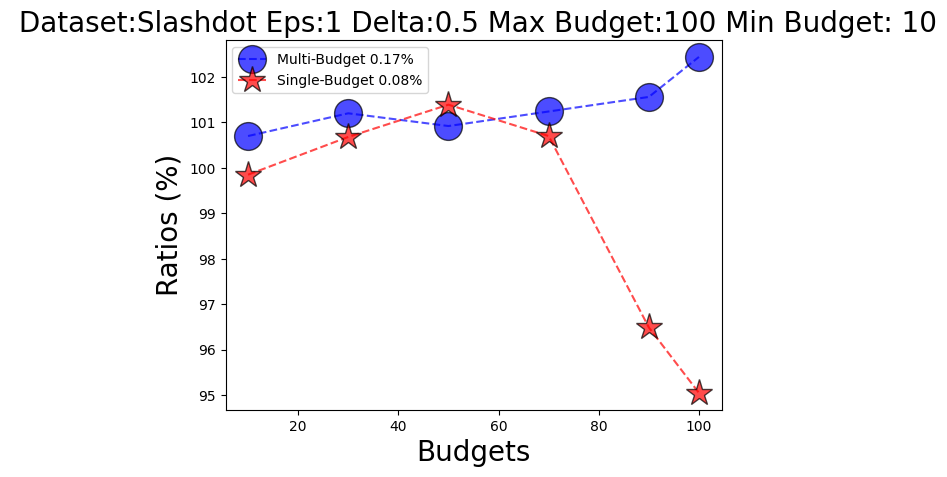 Dataset:Slashdot Eps:1 Delta:0.5 Max Budget:100 Min Budget: 10
Multi-Budget 0.17%
Single-Budget 0.08%
102
101
100
99
98
97
96
95
Ratios (%)
20 40 60 80 100
Budgets